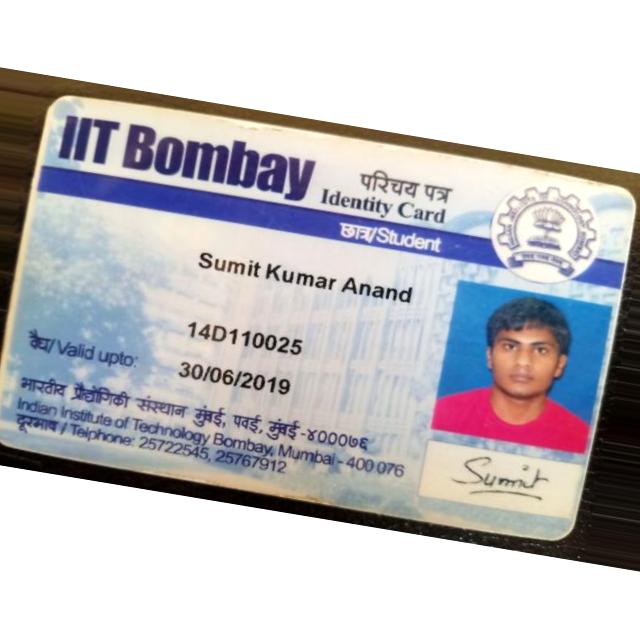 IIT Bombay
परिचय पत्र
Identity Card
छात्र/Student
Sumit Kumar Anand
14D110025
वैध/Valid upto:
30/06/2019
भारतीय प्रौद्योगिकी संस्थान मुंबई, पवई, मुंबई-४०००७६
Indian Institute of Technology Bombay, Mumbai - 400 076
दूरभाष / Telphone: 25722545, 25767912
Sumit